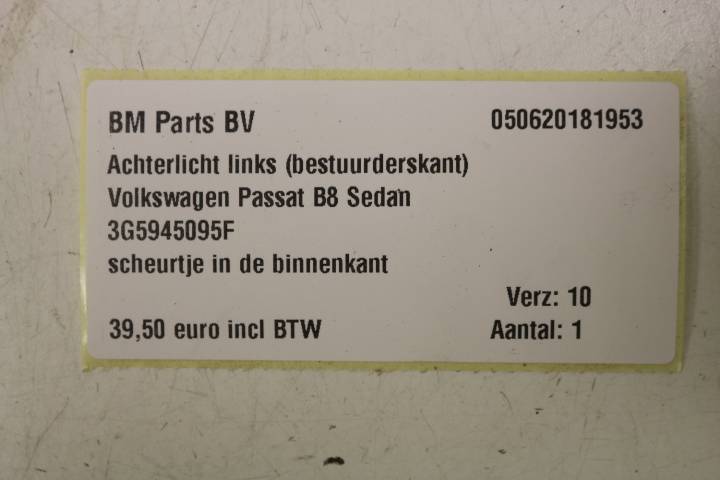 BM Parts BV 050620181953
Achterlicht links (bestuurderskant)
Volkswagen Passat B8 Sedan
3G5945095F
scheurtje in de binnenkant
Verz: 10
39,50 euro incl BTW Aantal: 1